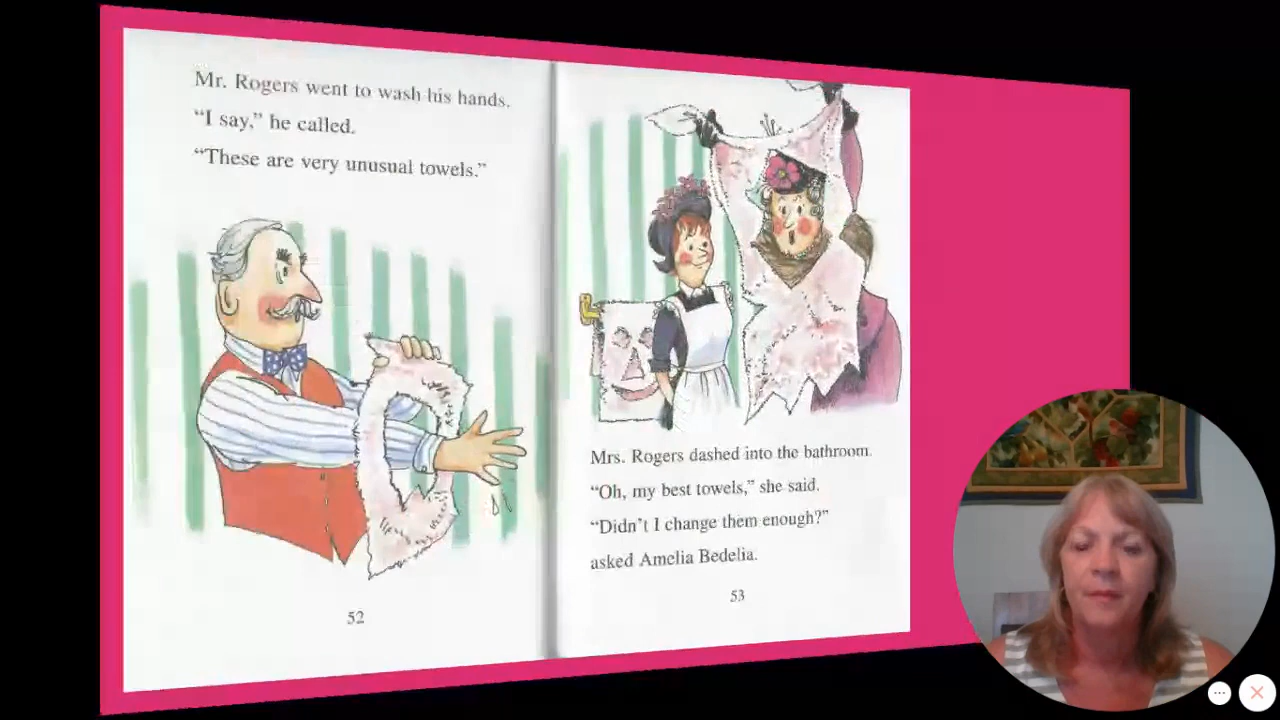 Mr. Rogers went to wash his hands.
“I say,” he called.
“These are very unusual towels.”
52
Mrs. Rogers dashed into the bathroom.
“Oh, my best towels,” she said.
“Didn’t I change them enough?”
asked Amelia Bedelia.
53